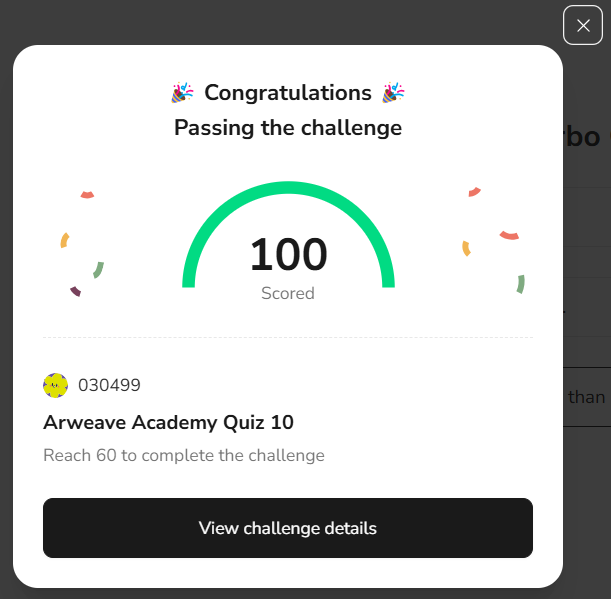 Congratulations
Passing the challenge
rbo
100
Scored
030499
Arweave Academy Quiz 10
than
Reach 60 to complete the challenge
View challenge details